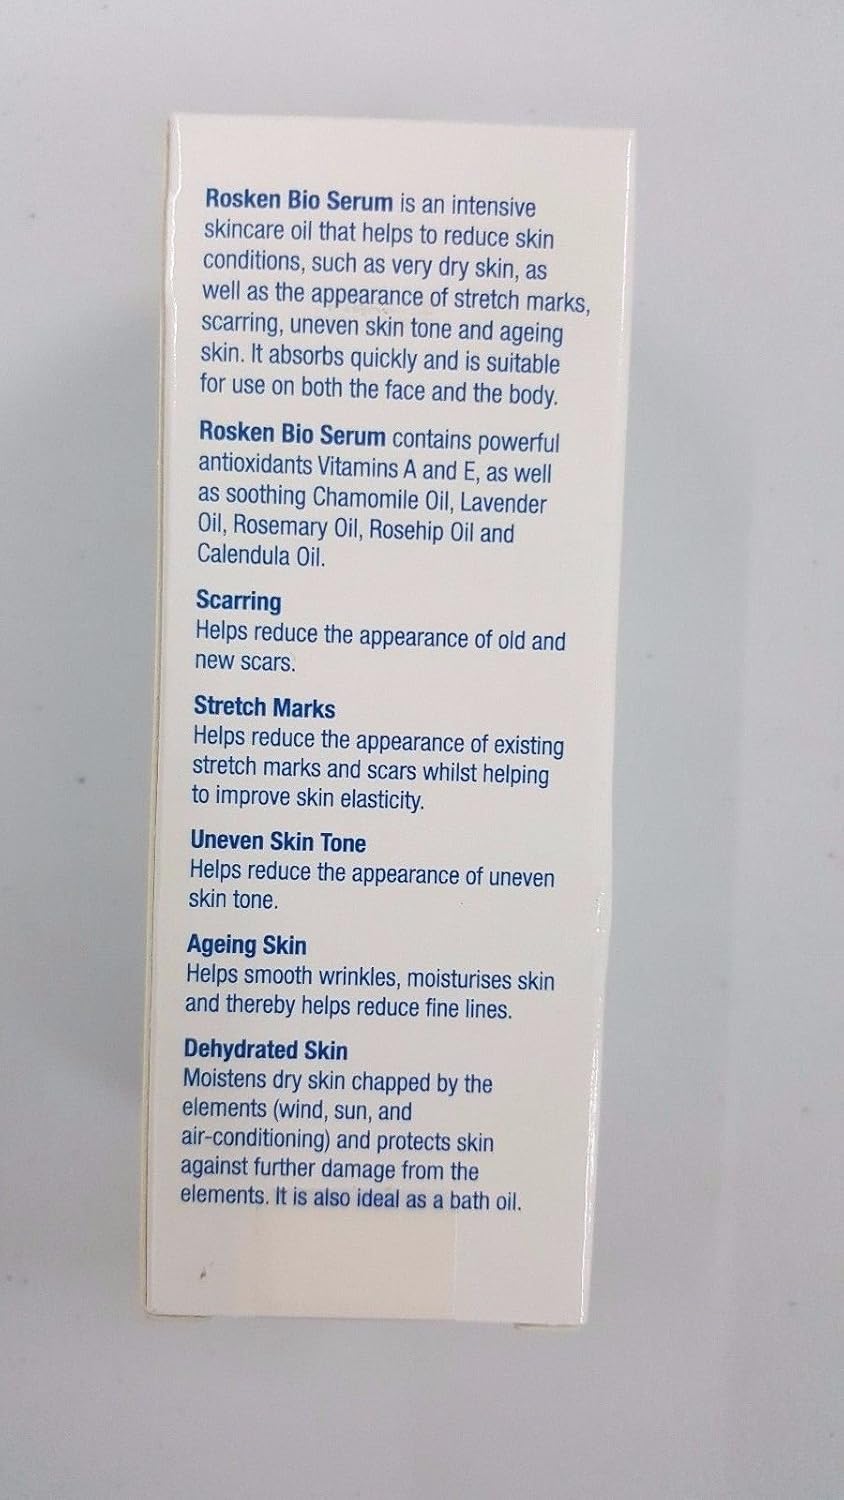 Rosken Bio Serum is an intensive
skincare oil that helps to reduce skin
conditions, such as very dry skin, as
well as the appearance of stretch marks,
scarring, uneven skin tone and ageing
skin. It absorbs quickly and is suitable
for use on both the face and the body.
Rosken Bio Serum contains powerful
antioxidants Vitamins A and E, as well
as soothing Chamomile Oil, Lavender
Oil, Rosemary Oil, Rosehip Oil and
Calendula Oil.
Scarring
Helps reduce the appearance of old and
new scars.
Stretch Marks
Helps reduce the appearance of existing
stretch marks and scars whilst helping
to improve skin elasticity.
Uneven Skin Tone
Helps reduce the appearance of uneven
skin tone.
Ageing Skin
Helps smooth wrinkles, moisturises skin
and thereby helps reduce fine lines.
Dehydrated Skin
Moistens dry skin chapped by the
elements (wind, sun, and
air-conditioning) and protects skin
against further damage from the
elements. It is also ideal as a bath oil.